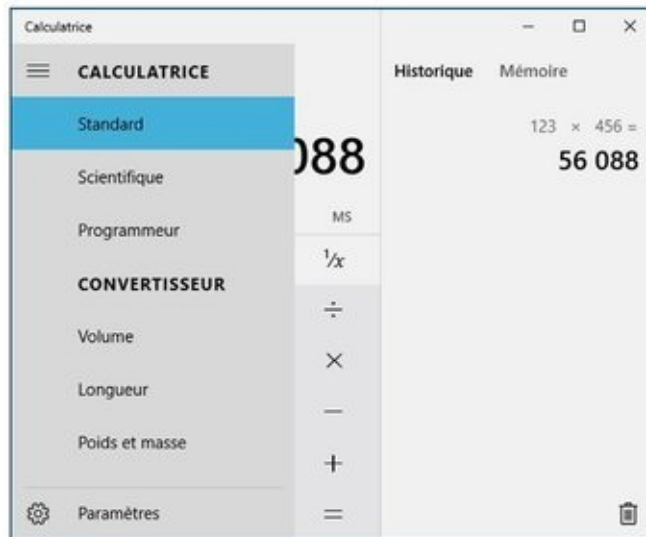 Calculatrice
CALCULATRICE
Standard
Scientifique
Programmeur
CONVERTISSEUR
Volume
Longueur
Poids et masse
Paramètres
088
MS
¹/x
÷
×
−
+
=
Historique Mémoire
123 × 456 =
56 088